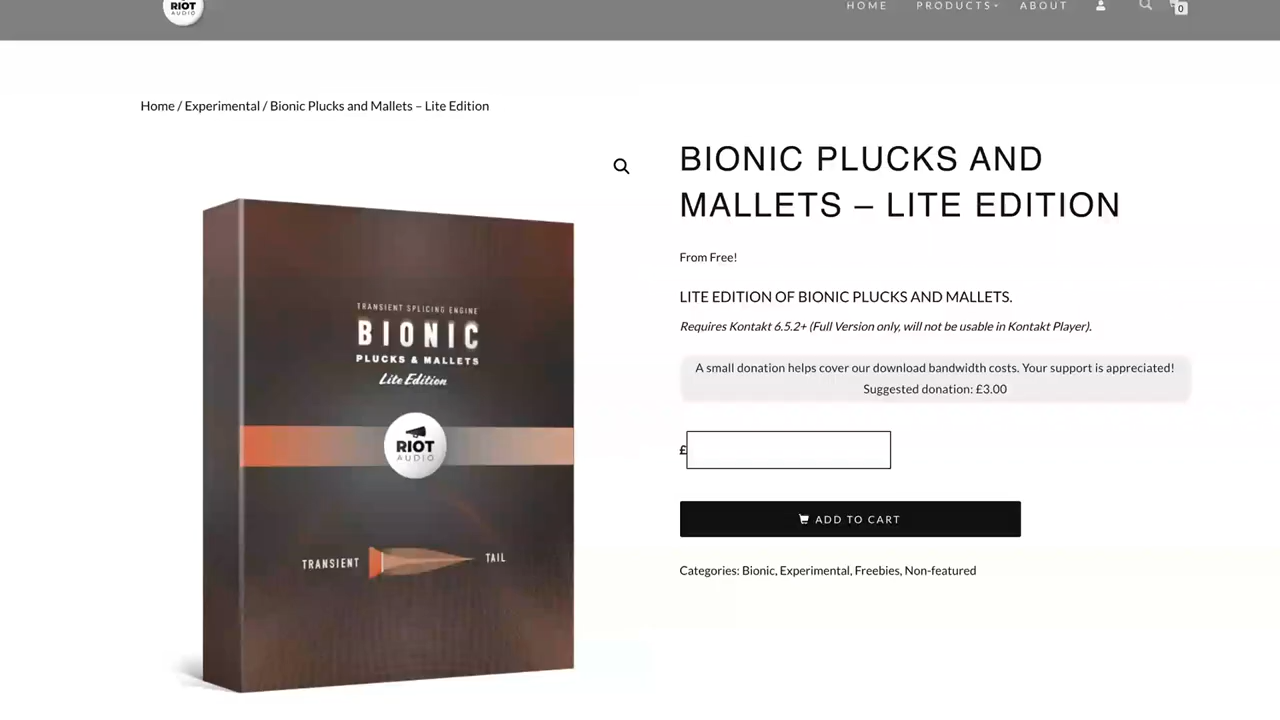 RIOT
AUDIO
HOME
PRODUCTS
ABOUT
0
Home / Experimental / Bionic Plucks and Mallets – Lite Edition
TRANSIENT SPLICING ENGINE
BIONIC
PLUCKS & MALLETS
Lite Edition
RIOT
AUDIO
TRANSIENT
TAIL
BIONIC PLUCKS AND
MALLETS – LITE EDITION
From Free!
LITE EDITION OF BIONIC PLUCKS AND MALLETS.
Requires Kontakt 6.5.2+ (Full Version only, will not be usable in Kontakt Player).
A small donation helps cover our download bandwidth costs. Your support is appreciated!
Suggested donation: £3.00
£
ADD TO CART
Categories: Bionic, Experimental, Freebies, Non-featured